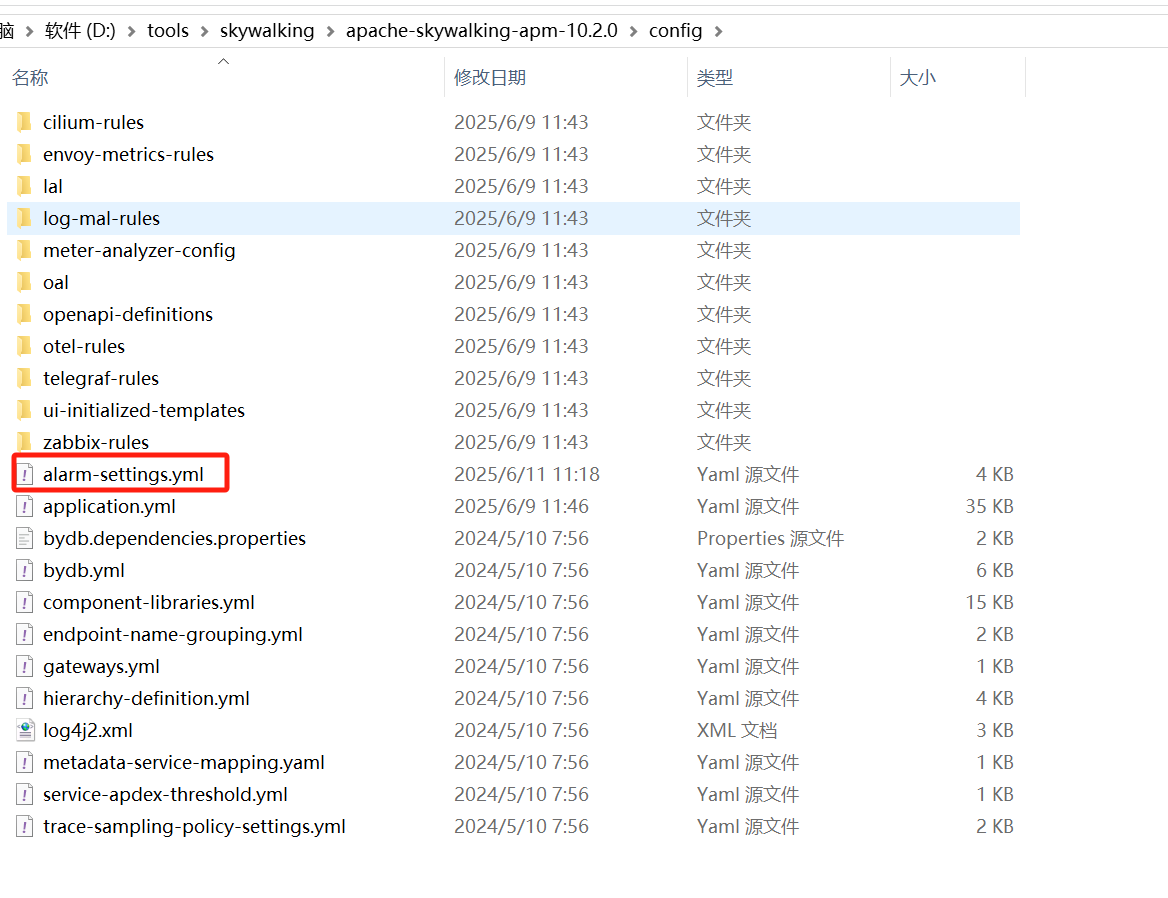 脑 > 软件 (D:) > tools > skywalking > apache-skywalking-apm-10.2.0 > config >
名称 修改日期 类型 大小
cilium-rules 2025/6/9 11:43 文件夹
envoy-metrics-rules 2025/6/9 11:43 文件夹
lal 2025/6/9 11:43 文件夹
log-mal-rules 2025/6/9 11:43 文件夹
meter-analyzer-config 2025/6/9 11:43 文件夹
oal 2025/6/9 11:43 文件夹
openapi-definitions 2025/6/9 11:43 文件夹
otel-rules 2025/6/9 11:43 文件夹
telegraf-rules 2025/6/9 11:43 文件夹
ui-initialized-templates 2025/6/9 11:43 文件夹
zabbix-rules 2025/6/9 11:43 文件夹
alarm-settings.yml 2025/6/11 11:18 Yaml 源文件 4 KB
application.yml 2025/6/9 11:46 Yaml 源文件 35 KB
bydb.dependencies.properties 2024/5/10 7:56 Properties 源文件 2 KB
bydb.yml 2024/5/10 7:56 Yaml 源文件 6 KB
component-libraries.yml 2024/5/10 7:56 Yaml 源文件 15 KB
endpoint-name-grouping.yml 2024/5/10 7:56 Yaml 源文件 2 KB
gateways.yml 2024/5/10 7:56 Yaml 源文件 1 KB
hierarchy-definition.yml 2024/5/10 7:56 Yaml 源文件 4 KB
log4j2.xml 2024/5/10 7:56 XML 文档 3 KB
metadata-service-mapping.yaml 2024/5/10 7:56 Yaml 源文件 1 KB
service-apdex-threshold.yml 2024/5/10 7:56 Yaml 源文件 1 KB
trace-sampling-policy-settings.yml 2024/5/10 7:56 Yaml 源文件 2 KB